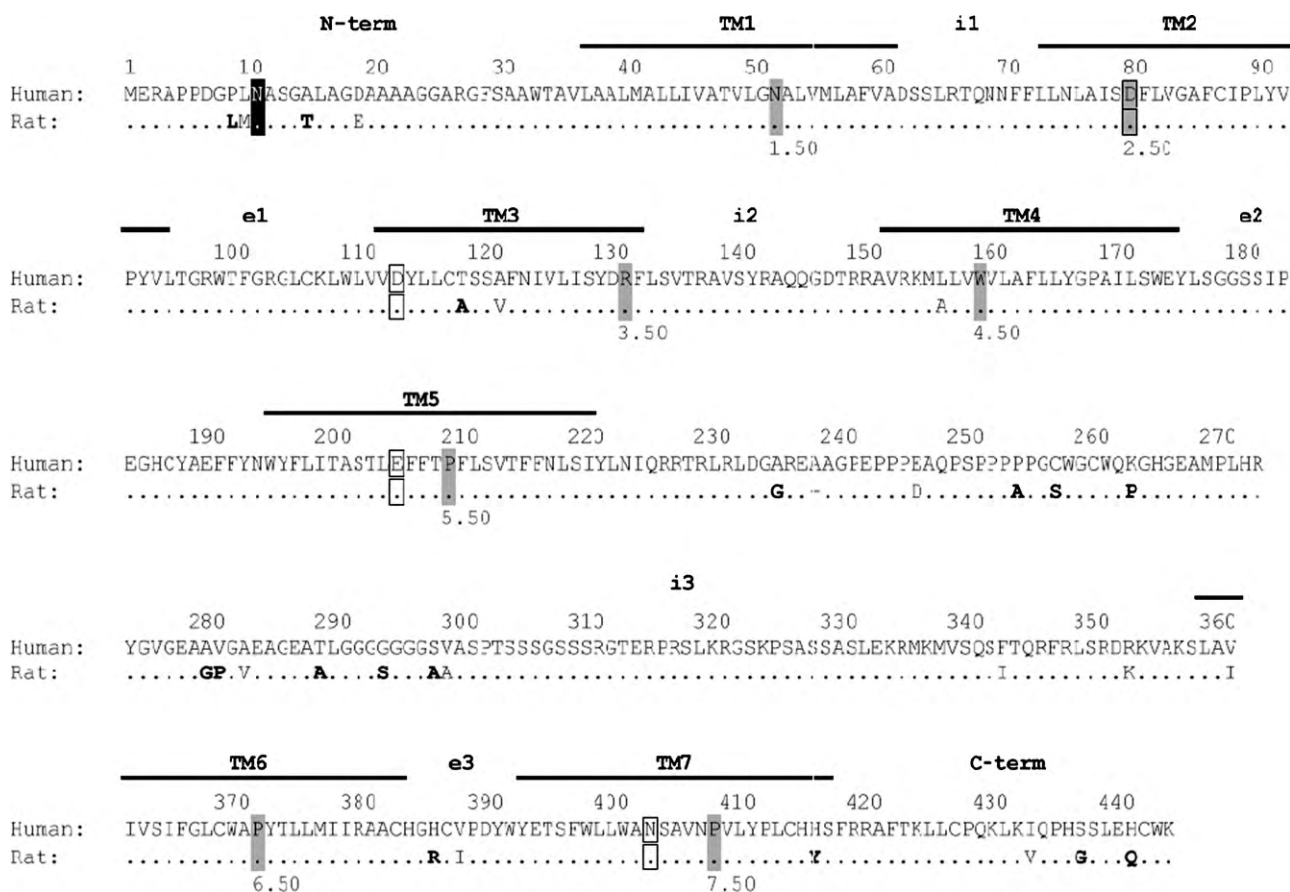 N-term TM1 i1 TM2
1 10 20 30 40 50 60 70 80 90
Human: MERAPPDGPLNASGALAGDAAAAGGARGFSAAWTAVLAALMALLIVATVLGNALVMLAFVADSSLRTQNNFFLLNLAISDFLVGAFCIPLYV
Rat: ........LM....T...E.........................................................................
1.50 2.50
e1 TM3 i2 TM4 e2
100 110 120 130 140 150 160 170 180
Human: PYVLTGRWTFGRGLCKLWLVVDYLLCTSSAFNIVLISYDRFLSVTRAVSYRAQQGDTRRAVRKMLLVWVLAFLLYGPAILSWEYLSGGSSIP
Rat: ..........................A..V..................................A...........................
3.50 4.50
TM5
190 200 210 220 230 240 250 260 270
Human: EGHCYAEFFYNWYFLITASTLEFFTPFLSVTFFNLSIYLNIQRRTRLRLDGAREAAGPEPPPEAQPSPPPPPGCWGCWQKGHGEAMPLHR
Rat: ...................................................G..-.......D.......A..S.....P..........
5.50
i3
280 290 300 310 320 330 340 350 360
Human: YGVGEAAVGAEAGEATLGGGGGGGSVASPTSSSGSSSRGTERPRSLKRGSKPSASSASLEKRMKMVSQSFTQRFRLSRDRKVAKSLAV
Rat: ......GP.V.....A....S...AA...........................................I.........K.......I
TM6 e3 TM7 C-term
370 380 390 400 410 420 430 440
Human: IVSIFGLCWAPYTLLMIIRAACHGHCVPDYWYETSFWLLWANSAVNPVLYPLCHHSFRRAFTKLLCPQKLKIQPHSSLEHCWK
Rat: ........................R.I...........................Y................V...G...Q...
6.50 7.50